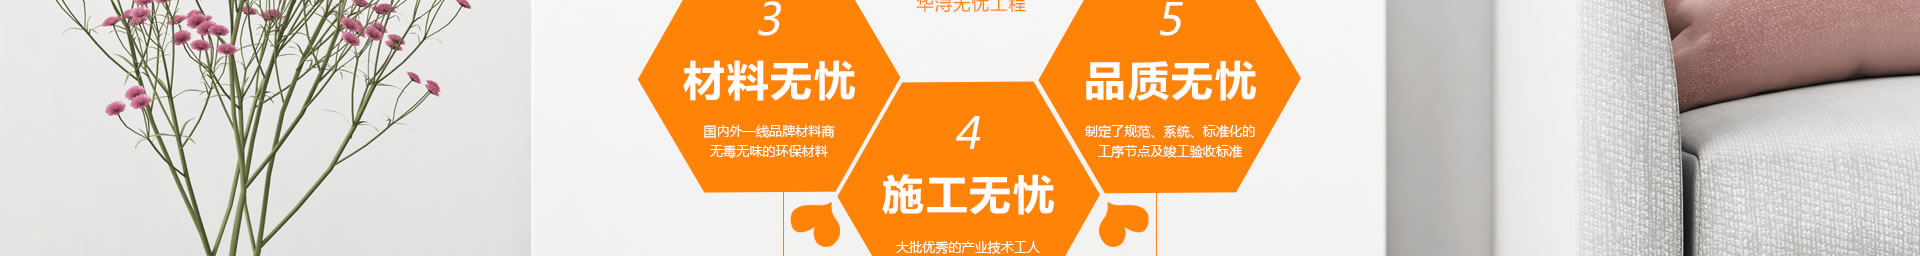 华浔无忧工程
3
材料无忧
国内外一线品牌材料商
无毒无味的环保材料
4
施工无忧
大批优秀的产业技术工人
5
品质无忧
制定了规范、系统、标准化的
工序节点及竣工验收标准